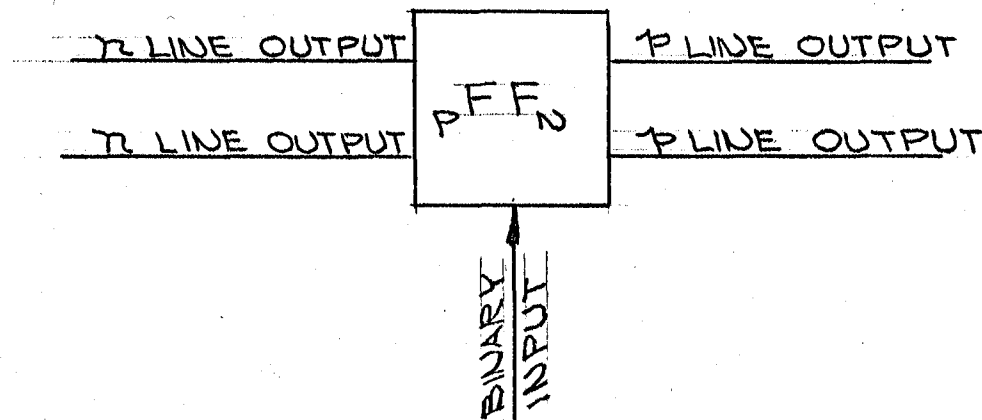 n LINE OUTPUT
p LINE OUTPUT
PFFN
n LINE OUTPUT
p LINE OUTPUT
BINARY
INPUT